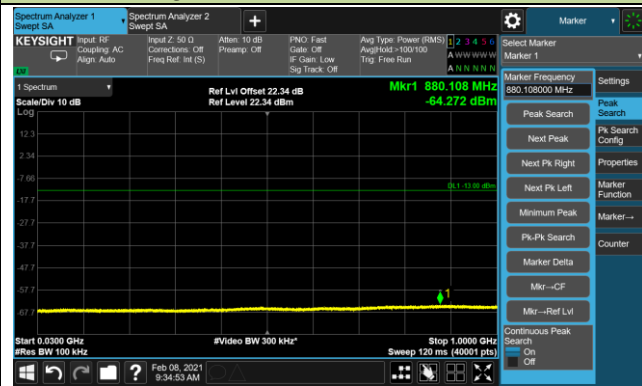 Spectrum Analyzer 1
Swept SA
Spectrum Analyzer 2
Swept SA
Marker
KEYSIGHT Input: RF
Coupling: AC
Align: Auto
Input Z: 50 Ω
Corrections: Off
Freq Ref: Int (S)
Atten: 10 dB
Preamp: Off
PNO: Fast
Gate: Off
IF Gain: Low
Sig Track: Off
Avg Type: Power (RMS)
Avg|Hold:>100/100
Trig: Free Run
1 2 3 4 5 6
A W W W W W
A N N N N N
Select Marker
Marker 1
Marker Frequency
880.108000 MHz
Settings
Peak Search
Peak
Search
Next Peak
Pk Search
Config
Next Pk Right
Properties
Next Pk Left
Marker
Function
Minimum Peak
Marker→
Pk-Pk Search
Counter
Marker Delta
Mkr→CF
Mkr→Ref Lvl
Continuous Peak
Search
On
Off
1 Spectrum
Scale/Div 10 dB
Log
Ref Lvl Offset 22.34 dB
Ref Level 22.34 dBm
Mkr1 880.108 MHz
-64.272 dBm
12.3
2.34
-7.66
DL1 -13.00 dBm
-17.7
-27.7
-37.7
-47.7
-57.7
1
-67.7
Start 0.0300 GHz
#Res BW 100 kHz
#Video BW 300 kHz*
Stop 1.0000 GHz
Sweep 120 ms (40001 pts)
Feb 08, 2021
9:34:53 AM